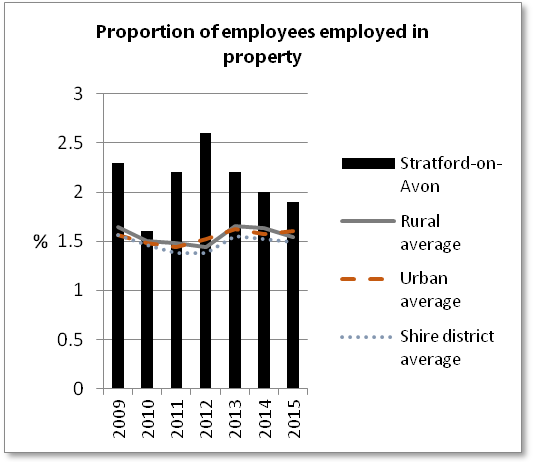 Proportion of employees employed in
property
3
2.5
2
1.5
1
0.5
0
%
2009
2010
2011
2012
2013
2014
2015
Stratford-on-
Avon
Rural
average
Urban
average
Shire district
average